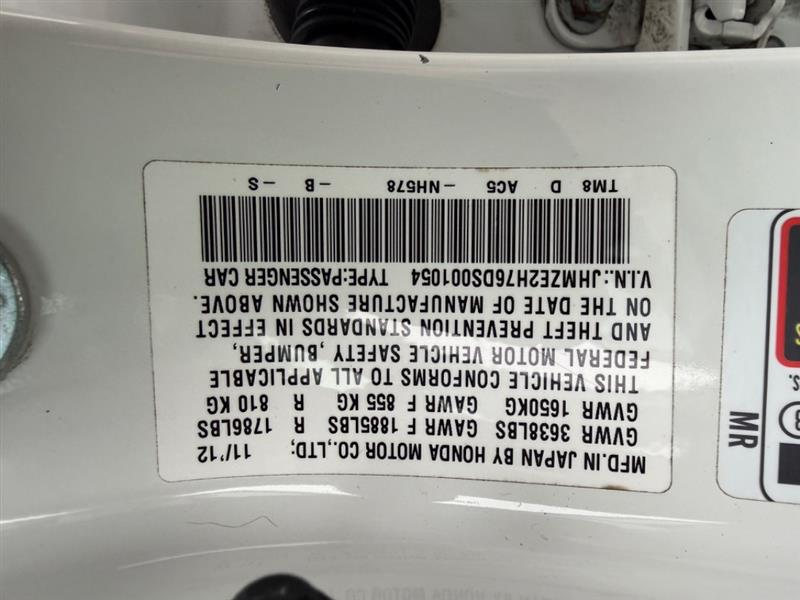 MFD.IN JAPAN BY HONDA MOTOR CO.,LTD; 11/'12
GVWR 3638LBS GAWR F 1885LBS R 1786LBS
GVWR 1650KG GAWR F 855 KG R 810 KG
THIS VEHICLE CONFORMS TO ALL APPLICABLE
FEDERAL MOTOR VEHICLE SAFETY ,BUMPER,
AND THEFT PREVENTION STANDARDS IN EFFECT
ON THE DATE OF MANUFACTURE SHOWN ABOVE.
V.I.N.:JHMZE2H76DS001054 TYPE:PASSENGER CAR
TM8 D AC5 -NH578 -B -S
MR